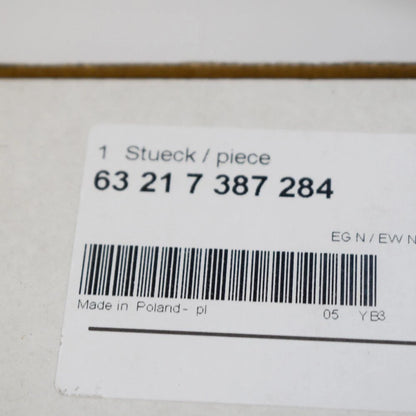 1 Stueck / piece
63 21 7 387 284
EG N / EW N
Made in Poland - pl 05 YB3